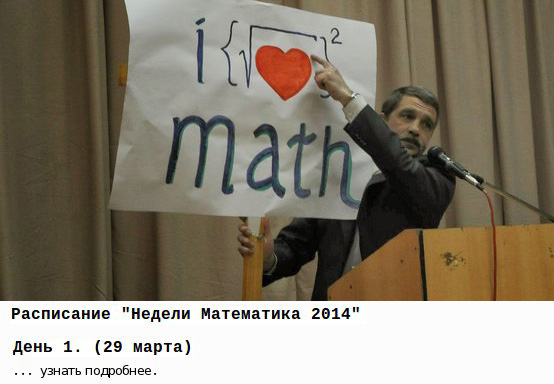 i {√❤}²
math
Расписание "Недели Математика 2014"
День 1. (29 марта)
... узнать подробнее.